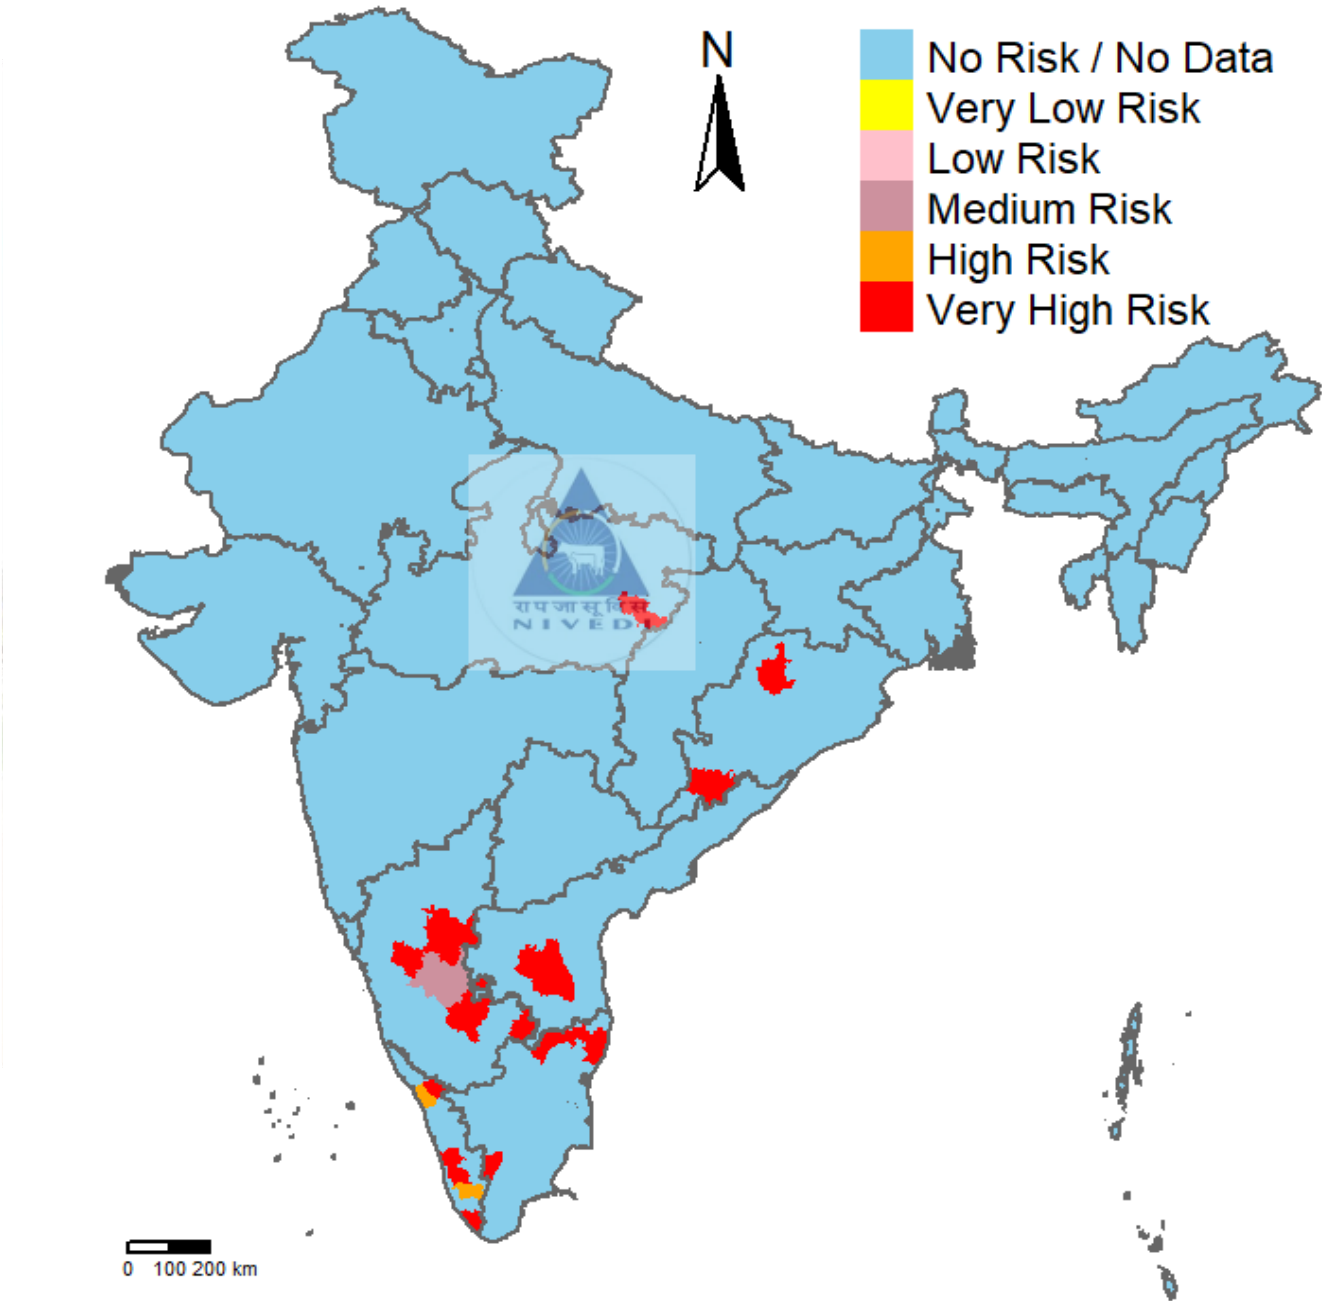 N
No Risk / No Data
Very Low Risk
Low Risk
Medium Risk
High Risk
Very High Risk
NIVEDI
0 100 200 km